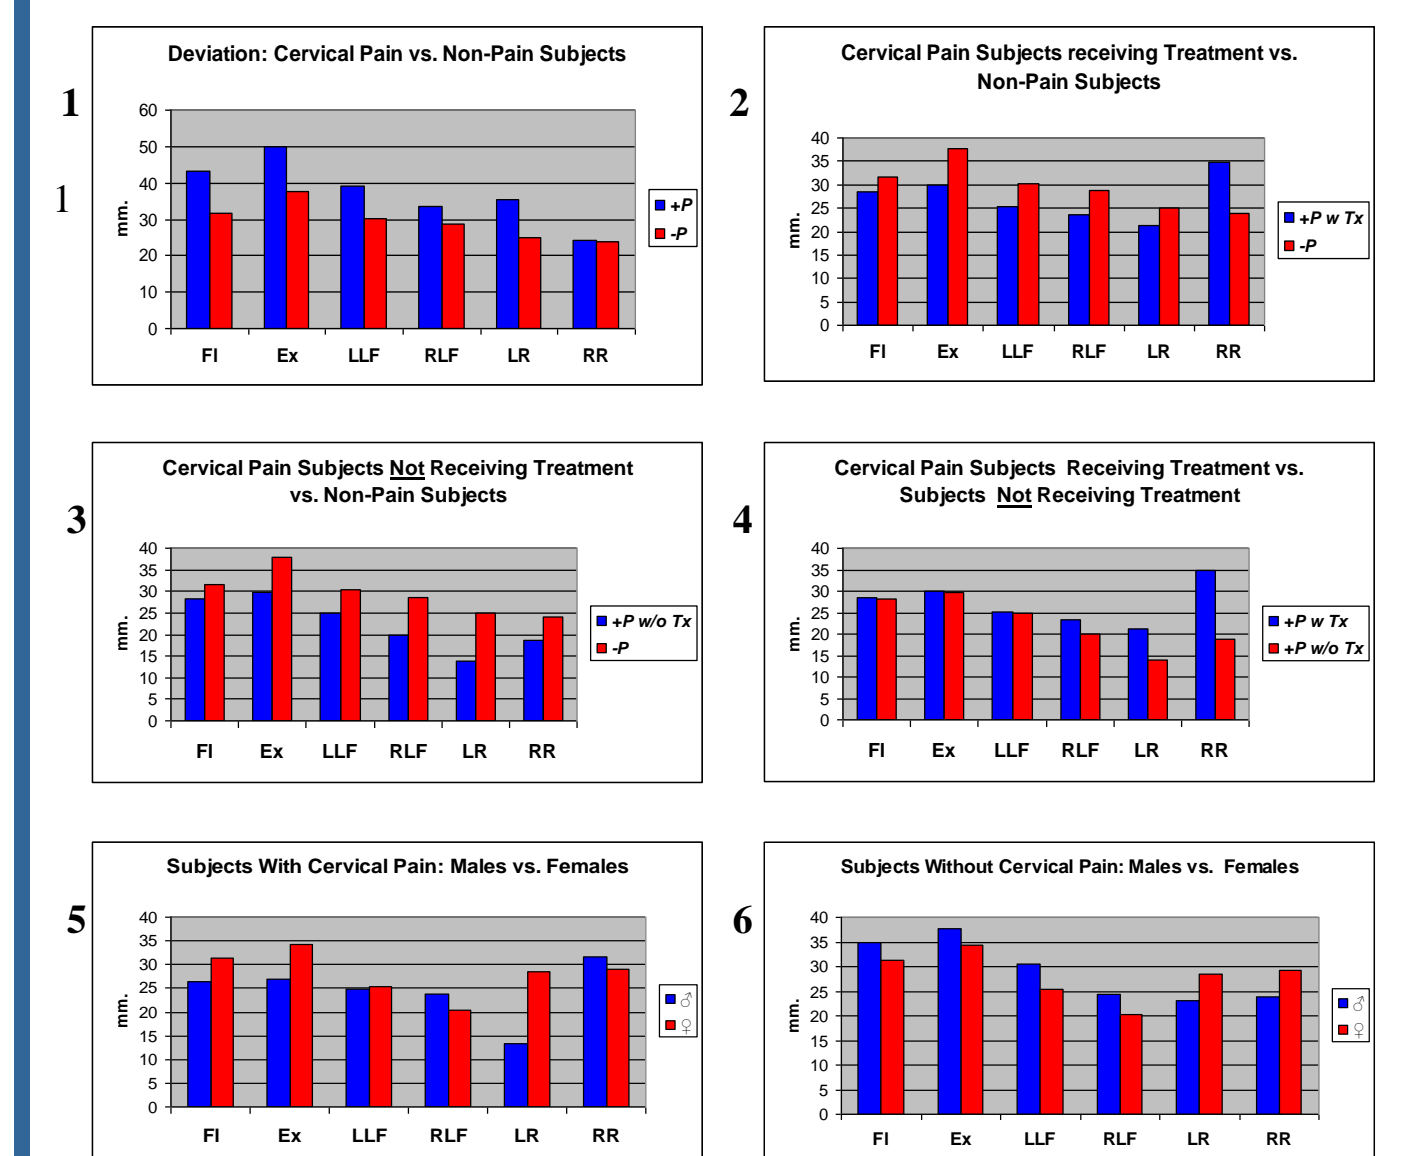 Deviation: Cervical Pain vs. Non-Pain Subjects
1
1
60
50
40
30
20
10
0
mm.
FI Ex LLF RLF LR RR
+P
-P
Cervical Pain Subjects receiving Treatment vs.
Non-Pain Subjects
2
40
35
30
25
20
15
10
5
0
mm.
FI Ex LLF RLF LR RR
+P w Tx
-P
Cervical Pain Subjects Not Receiving Treatment
vs. Non-Pain Subjects
3
40
35
30
25
20
15
10
5
0
mm.
FI Ex LLF RLF LR RR
+P w/o Tx
-P
Cervical Pain Subjects Receiving Treatment vs.
Subjects Not Receiving Treatment
4
40
35
30
25
20
15
10
5
0
mm.
FI Ex LLF RLF LR RR
+P w Tx
+P w/o Tx
Subjects With Cervical Pain: Males vs. Females
5
40
35
30
25
20
15
10
5
0
mm.
FI Ex LLF RLF LR RR
♂
♀
Subjects Without Cervical Pain: Males vs. Females
6
40
35
30
25
20
15
10
5
0
mm.
FI Ex LLF RLF LR RR
♂
♀